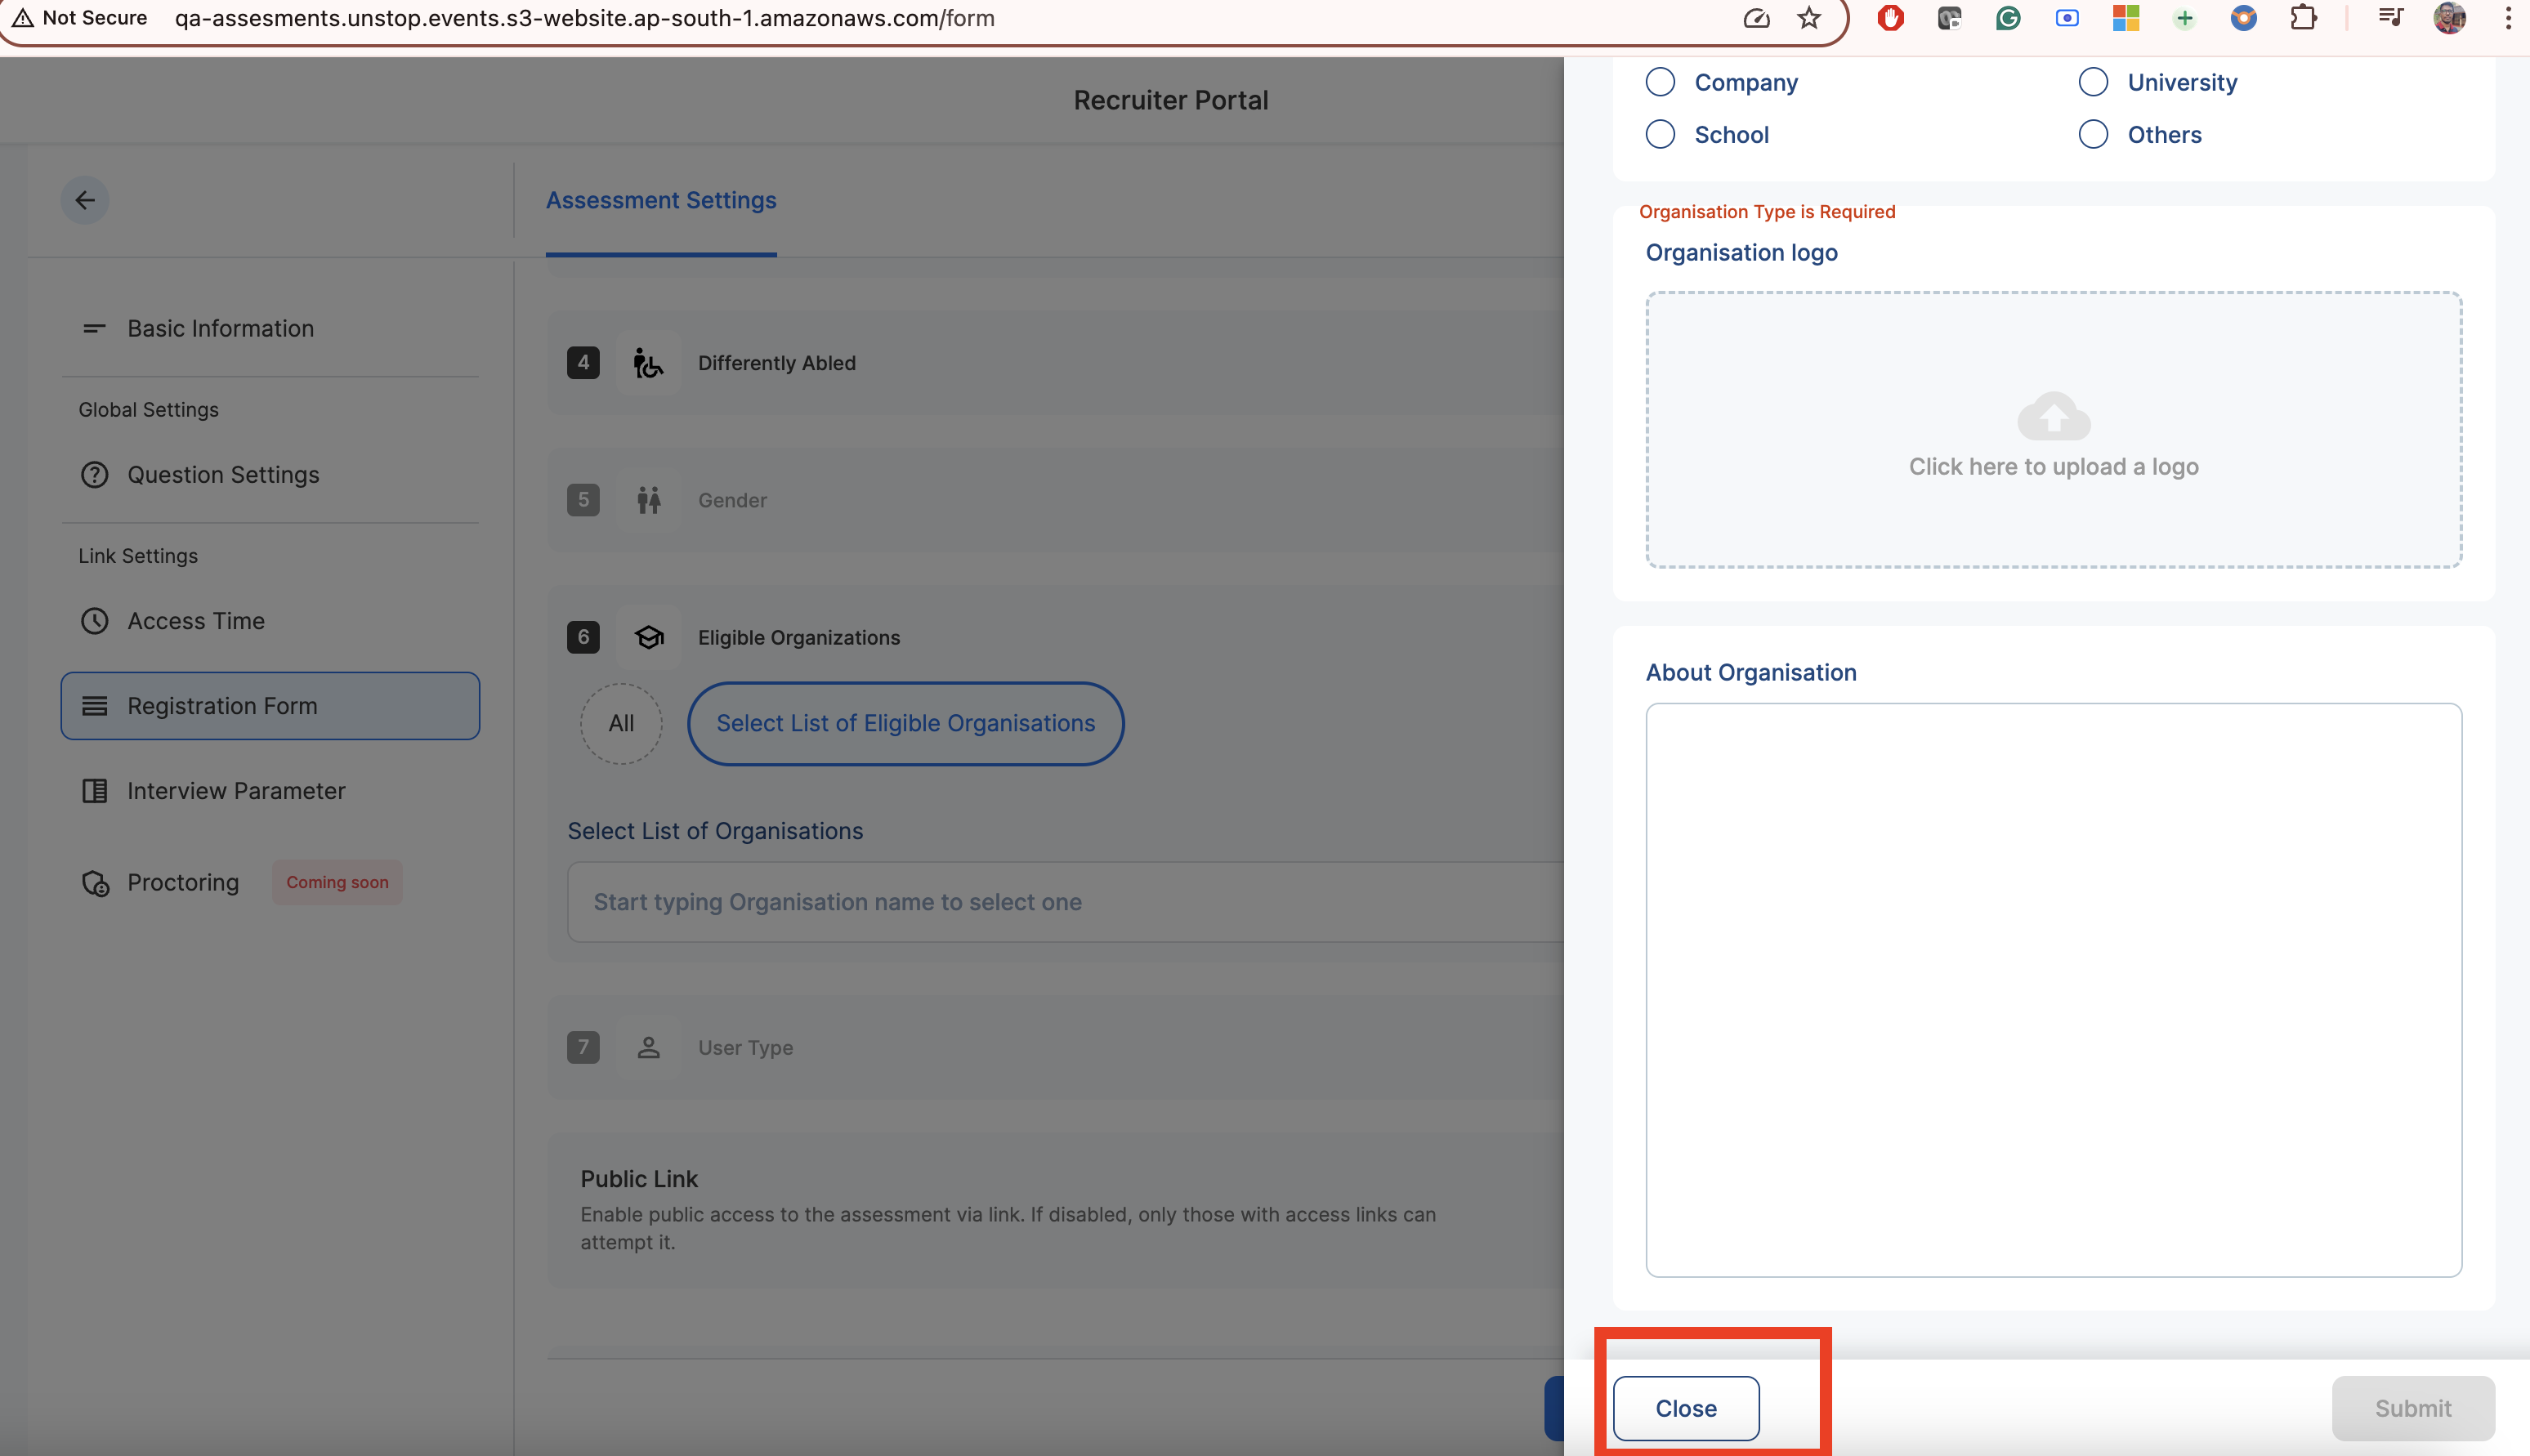 Not Secure qa-assesments.unstop.events.s3-website.ap-south-1.amazonaws.com/form
Recruiter Portal
Assessment Settings
Basic Information
Global Settings
Question Settings
Link Settings
Access Time
Registration Form
Interview Parameter
Proctoring Coming soon
4 Differently Abled
5 Gender
6 Eligible Organizations
All Select List of Eligible Organisations
Select List of Organisations
Start typing Organisation name to select one
7 User Type
Public Link
Enable public access to the assessment via link. If disabled, only those with access links can
attempt it.
Company University
School Others
Organisation Type is Required
Organisation logo
Click here to upload a logo
About Organisation
Close Submit